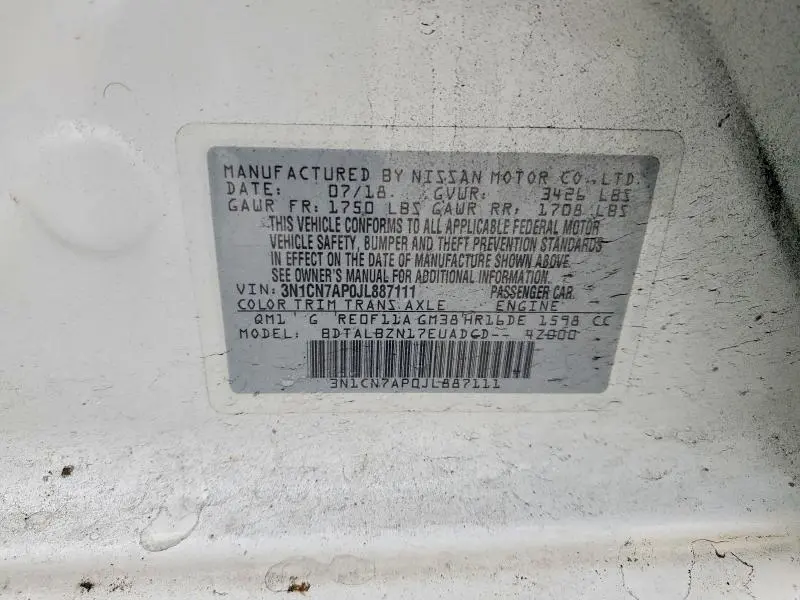 MANUFACTURED BY NISSAN MOTOR CO.,LTD.
DATE: 07/18 GVWR: 3426 LBS
GAWR FR: 1750 LBS GAWR RR: 1708 LBS
THIS VEHICLE CONFORMS TO ALL APPLICABLE FEDERAL MOTOR
VEHICLE SAFETY, BUMPER AND THEFT PREVENTION STANDARDS
IN EFFECT ON THE DATE OF MANUFACTURE SHOWN ABOVE.
SEE OWNER'S MANUAL FOR ADDITIONAL INFORMATION.
VIN: 3N1CN7AP0JL887111 PASSENGER CAR
COLOR TRIM TRANS AXLE ENGINE
QM1 G RE0F11A GM38 HR16DE 1598 CC
MODEL: BDTALBZN17EUADGD-- 42000
3N1CN7AP0JL887111